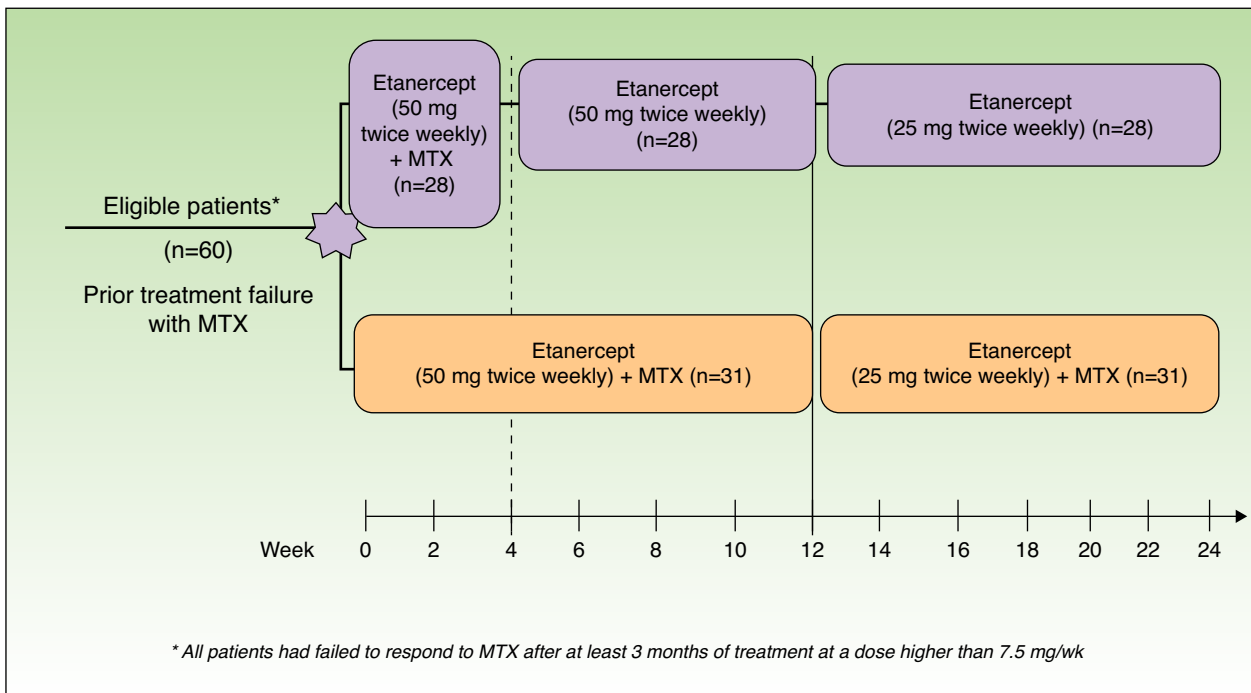 Etanercept
(50 mg
twice weekly)
+ MTX
(n=28)
Etanercept
(50 mg twice weekly)
(n=28)
Etanercept
(25 mg twice weekly) (n=28)
Eligible patients*
(n=60)
Prior treatment failure
with MTX
Etanercept
(50 mg twice weekly) + MTX (n=31)
Etanercept
(25 mg twice weekly) + MTX (n=31)
Week 0 2 4 6 8 10 12 14 16 18 20 22 24
* All patients had failed to respond to MTX after at least 3 months of treatment at a dose higher than 7.5 mg/wk